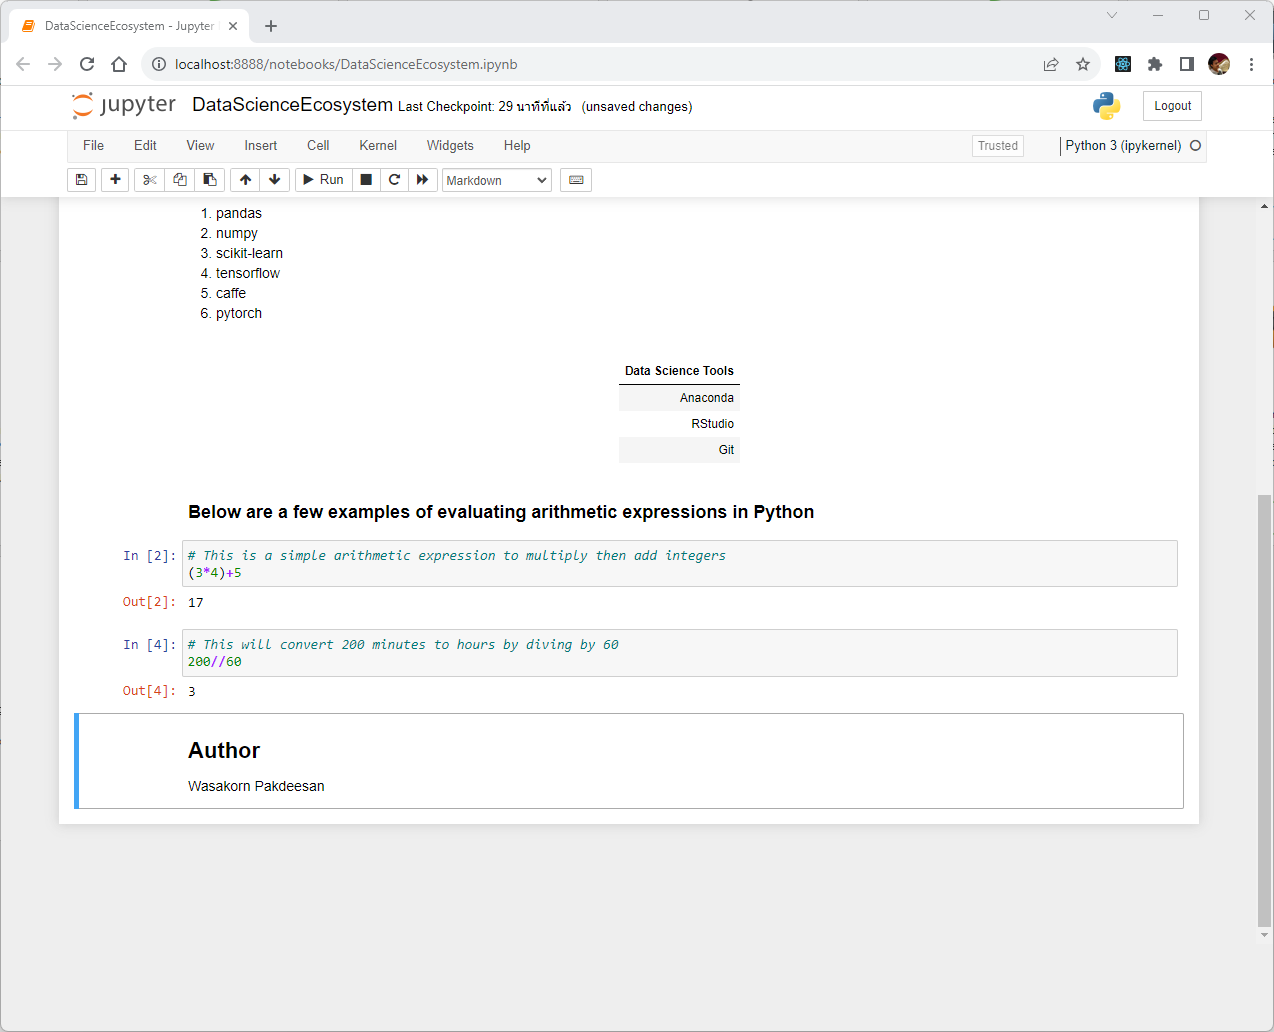 DataScienceEcosystem - Jupyter
localhost:8888/notebooks/DataScienceEcosystem.ipynb
jupyter DataScienceEcosystem Last Checkpoint: 29 นาทีที่แล้ว (unsaved changes) Logout
File Edit View Insert Cell Kernel Widgets Help Trusted Python 3 (ipykernel)
Run Markdown
1. pandas
2. numpy
3. scikit-learn
4. tensorflow
5. caffe
6. pytorch
Data Science Tools
Anaconda
RStudio
Git
Below are a few examples of evaluating arithmetic expressions in Python
In [2]: # This is a simple arithmetic expression to multiply then add integers
(3*4)+5
Out[2]: 17
In [4]: # This will convert 200 minutes to hours by diving by 60
200//60
Out[4]: 3
Author
Wasakorn Pakdeesan